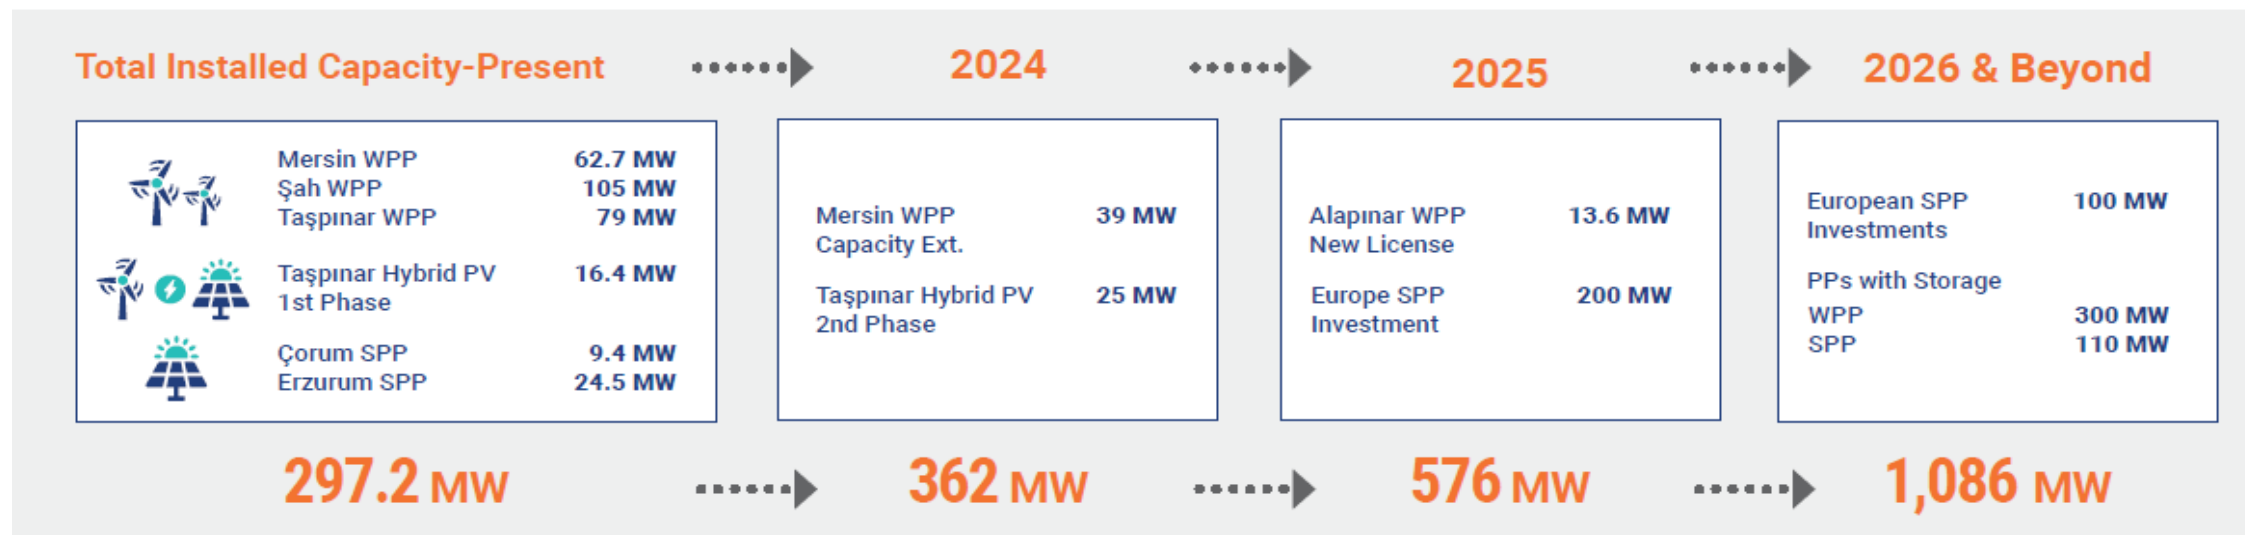 Total Installed Capacity-Present
2024
2025
2026 & Beyond
Mersin WPP 62.7 MW
Şah WPP 105 MW
Taşpınar WPP 79 MW
Taşpınar Hybrid PV 16.4 MW
1st Phase
Çorum SPP 9.4 MW
Erzurum SPP 24.5 MW
Mersin WPP 39 MW
Capacity Ext.
Taşpınar Hybrid PV 25 MW
2nd Phase
Alapınar WPP 13.6 MW
New License
Europe SPP 200 MW
Investment
European SPP 100 MW
Investments
PPs with Storage
WPP 300 MW
SPP 110 MW
297.2 MW
362 MW
576 MW
1,086 MW